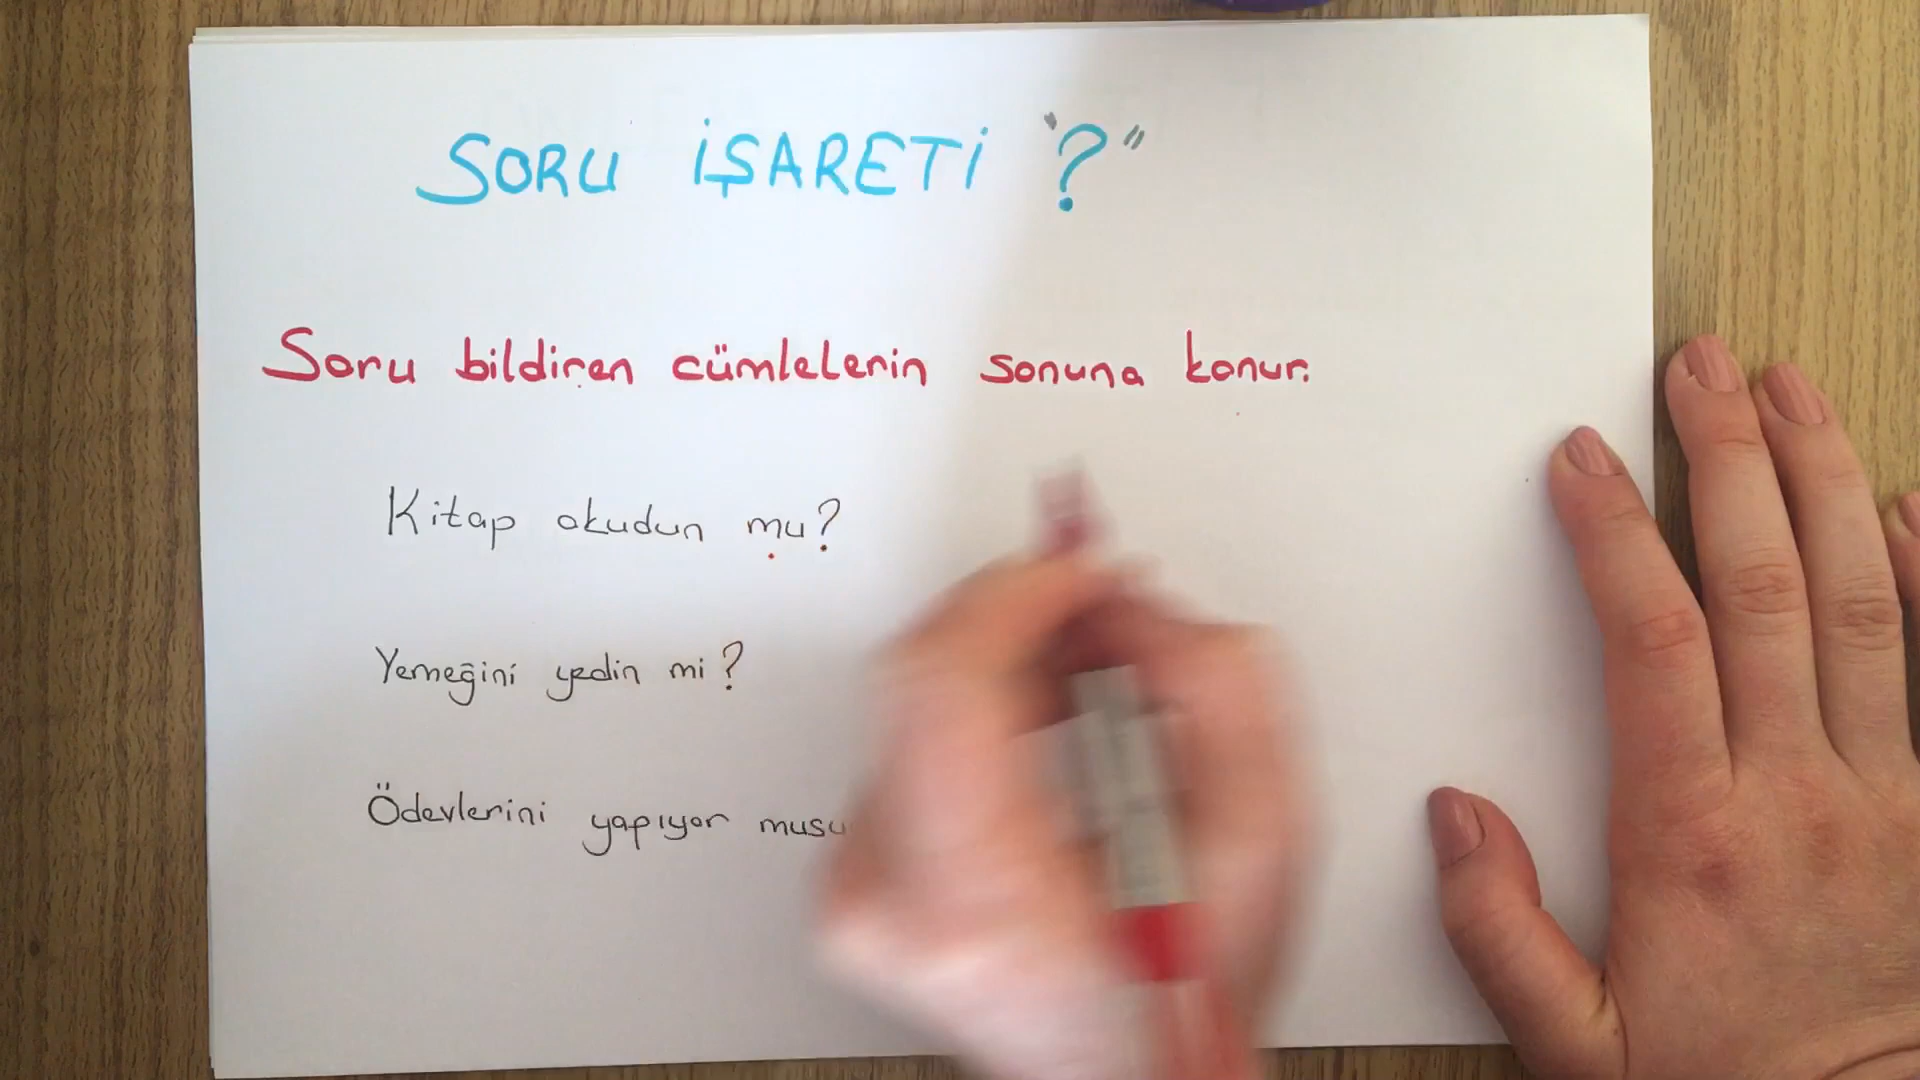 SORU İŞARETİ "?"
Soru bildiren cümlelerin sonuna konur.
Kitap okudun mu?
Yemeğini yedin mi?
Ödevlerini yapıyor